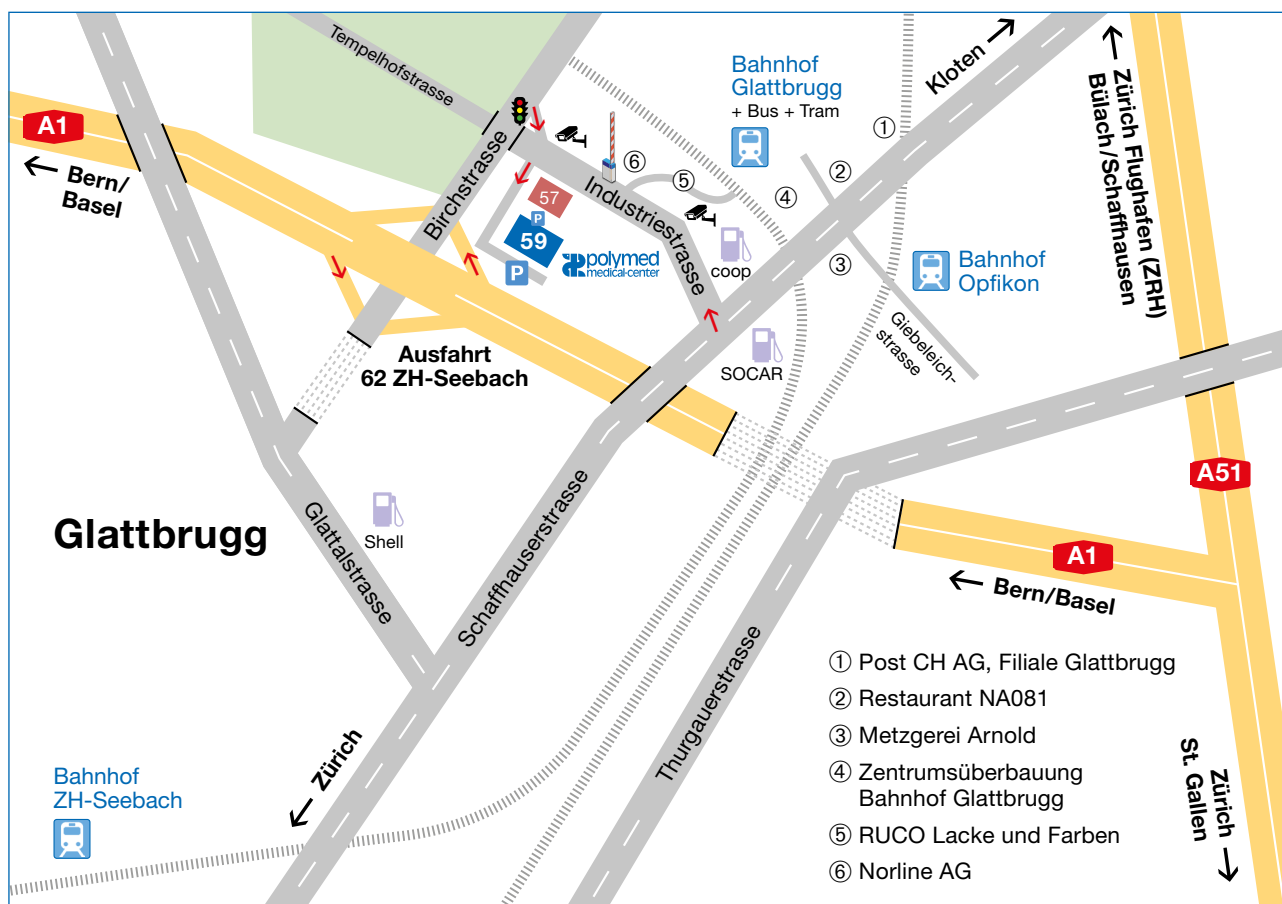 Tempelhofstrasse
Bahnhof
Glattbrugg
+ Bus + Tram
Kloten
Zürich Flughafen (ZRH)
Bülach/Schaffhausen
A1
Bern/
Basel
Birchstrasse
Industriestrasse
57
P
59
P
polymed
medical-center
①
②
③
④
⑤
⑥
coop
Bahnhof
Opfikon
Giebeleich-
strasse
SOCAR
Ausfahrt
62 ZH-Seebach
Glattbrugg
Shell
Glattalstrasse
Schaffhauserstrasse
Thurgauerstrasse
A51
A1
Bern/Basel
Zürich
Bahnhof
ZH-Seebach
Zürich
St. Gallen
① Post CH AG, Filiale Glattbrugg
② Restaurant NA081
③ Metzgerei Arnold
④ Zentrumsüberbauung
Bahnhof Glattbrugg
⑤ RUCO Lacke und Farben
⑥ Norline AG